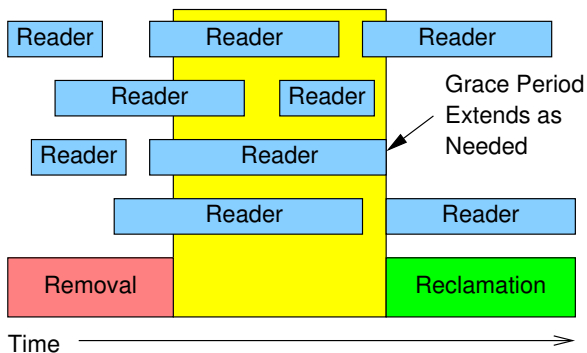 Reader
Reader
Reader
Reader
Reader
Grace Period
Extends as
Needed
Reader
Reader
Reader
Reader
Removal
Reclamation
Time